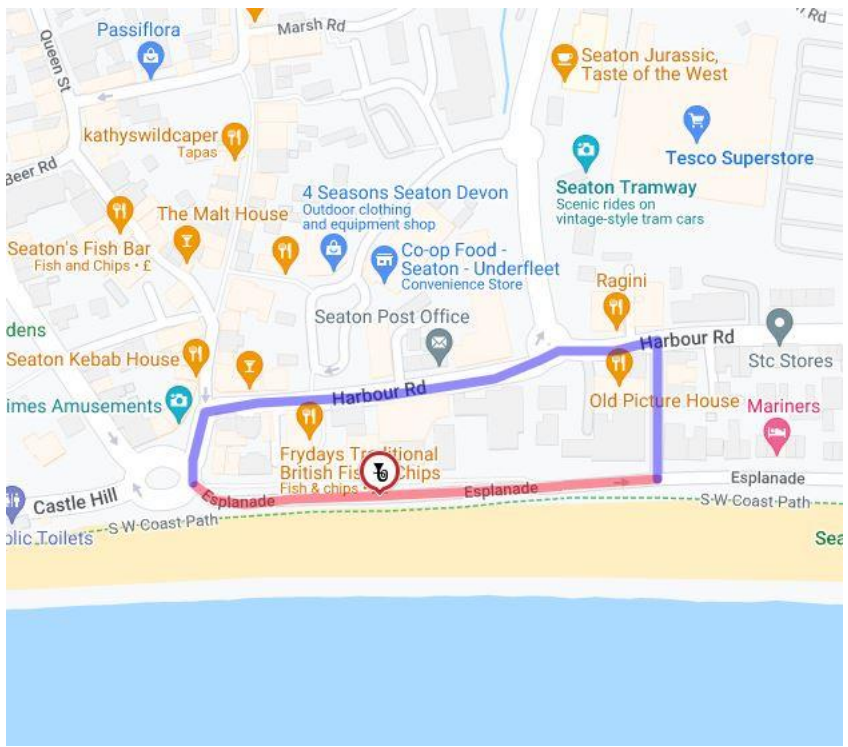 Passiflora
Marsh Rd
Rd
Queen St
Seaton Jurassic,
Taste of the West
kathyswildcaper
Tapas
Tesco Superstore
Beer Rd
Seaton Tramway
Scenic rides on
vintage-style tram cars
4 Seasons Seaton Devon
Outdoor clothing
and equipment shop
The Malt House
Seaton's Fish Bar
Fish and Chips · £
Co-op Food -
Seaton - Underfleet
Convenience Store
Ragini
Seaton Post Office
dens
Harbour Rd
Seaton Kebab House
Stc Stores
Harbour Rd
Old Picture House
imes Amusements
Mariners
Frydays Traditional
British Fish & Chips
Fish & chips
Esplanade
Esplanade
Esplanade
Castle Hill
S W Coast Path
S W Coast Path
blic Toilets
Sea